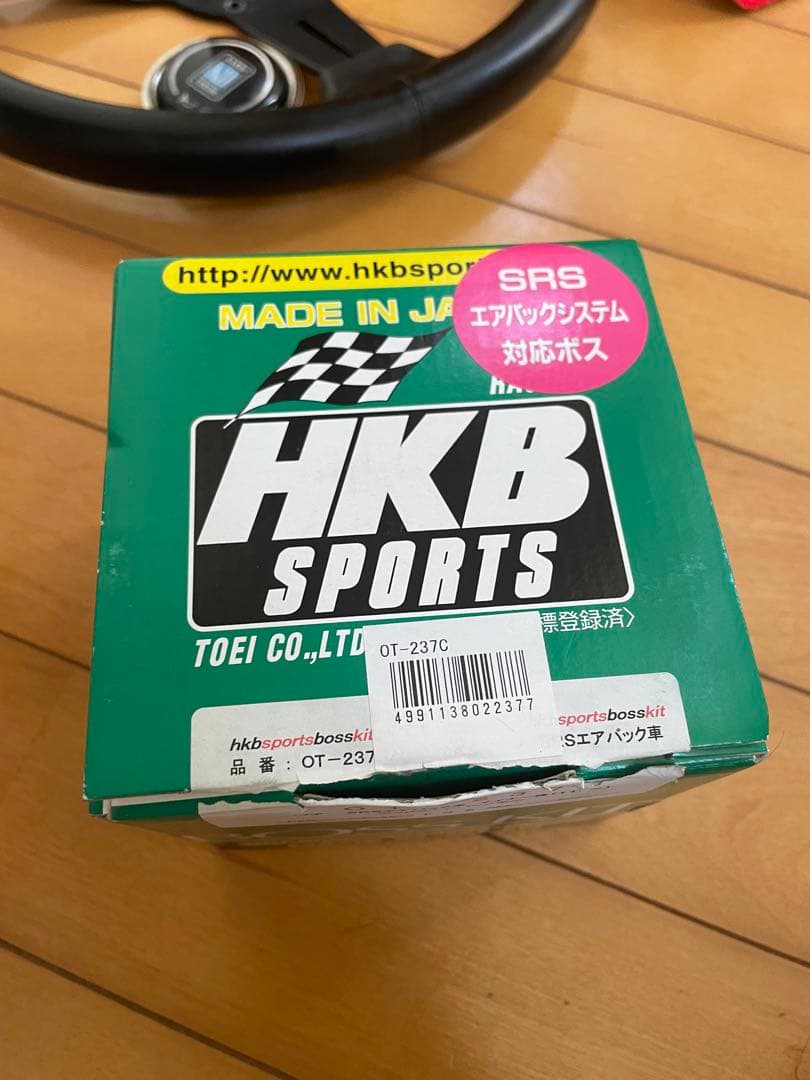 http://www.hkbspor
SRS
エアバックシステム
対応ボス
MADE IN JA
HKB
SPORTS
標登録済〉
TOEI CO.,LTD
OT-237C
4991138022377
hkbsportsbosskit
sportsbosskit
品 番 : OT-237
RSエアバック車